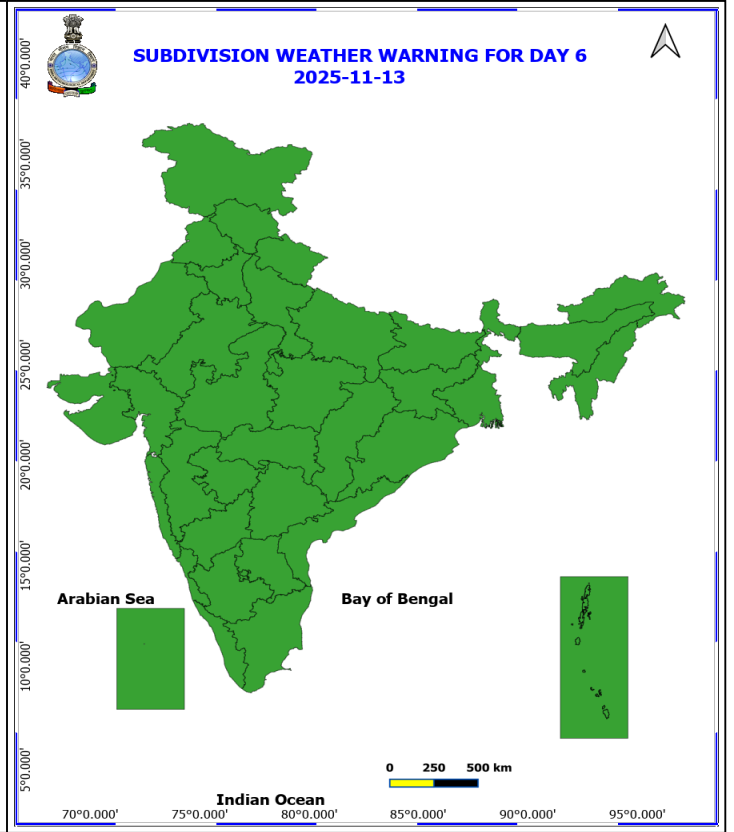 SUBDIVISION WEATHER WARNING FOR DAY 6
2025-11-13
40°0.000'
35°0.000'
30°0.000'
25°0.000'
20°0.000'
15°0.000'
10°0.000'
5°0.000'
Arabian Sea
Bay of Bengal
0 250 500 km
Indian Ocean
70°0.000' 75°0.000' 80°0.000' 85°0.000' 90°0.000' 95°0.000'